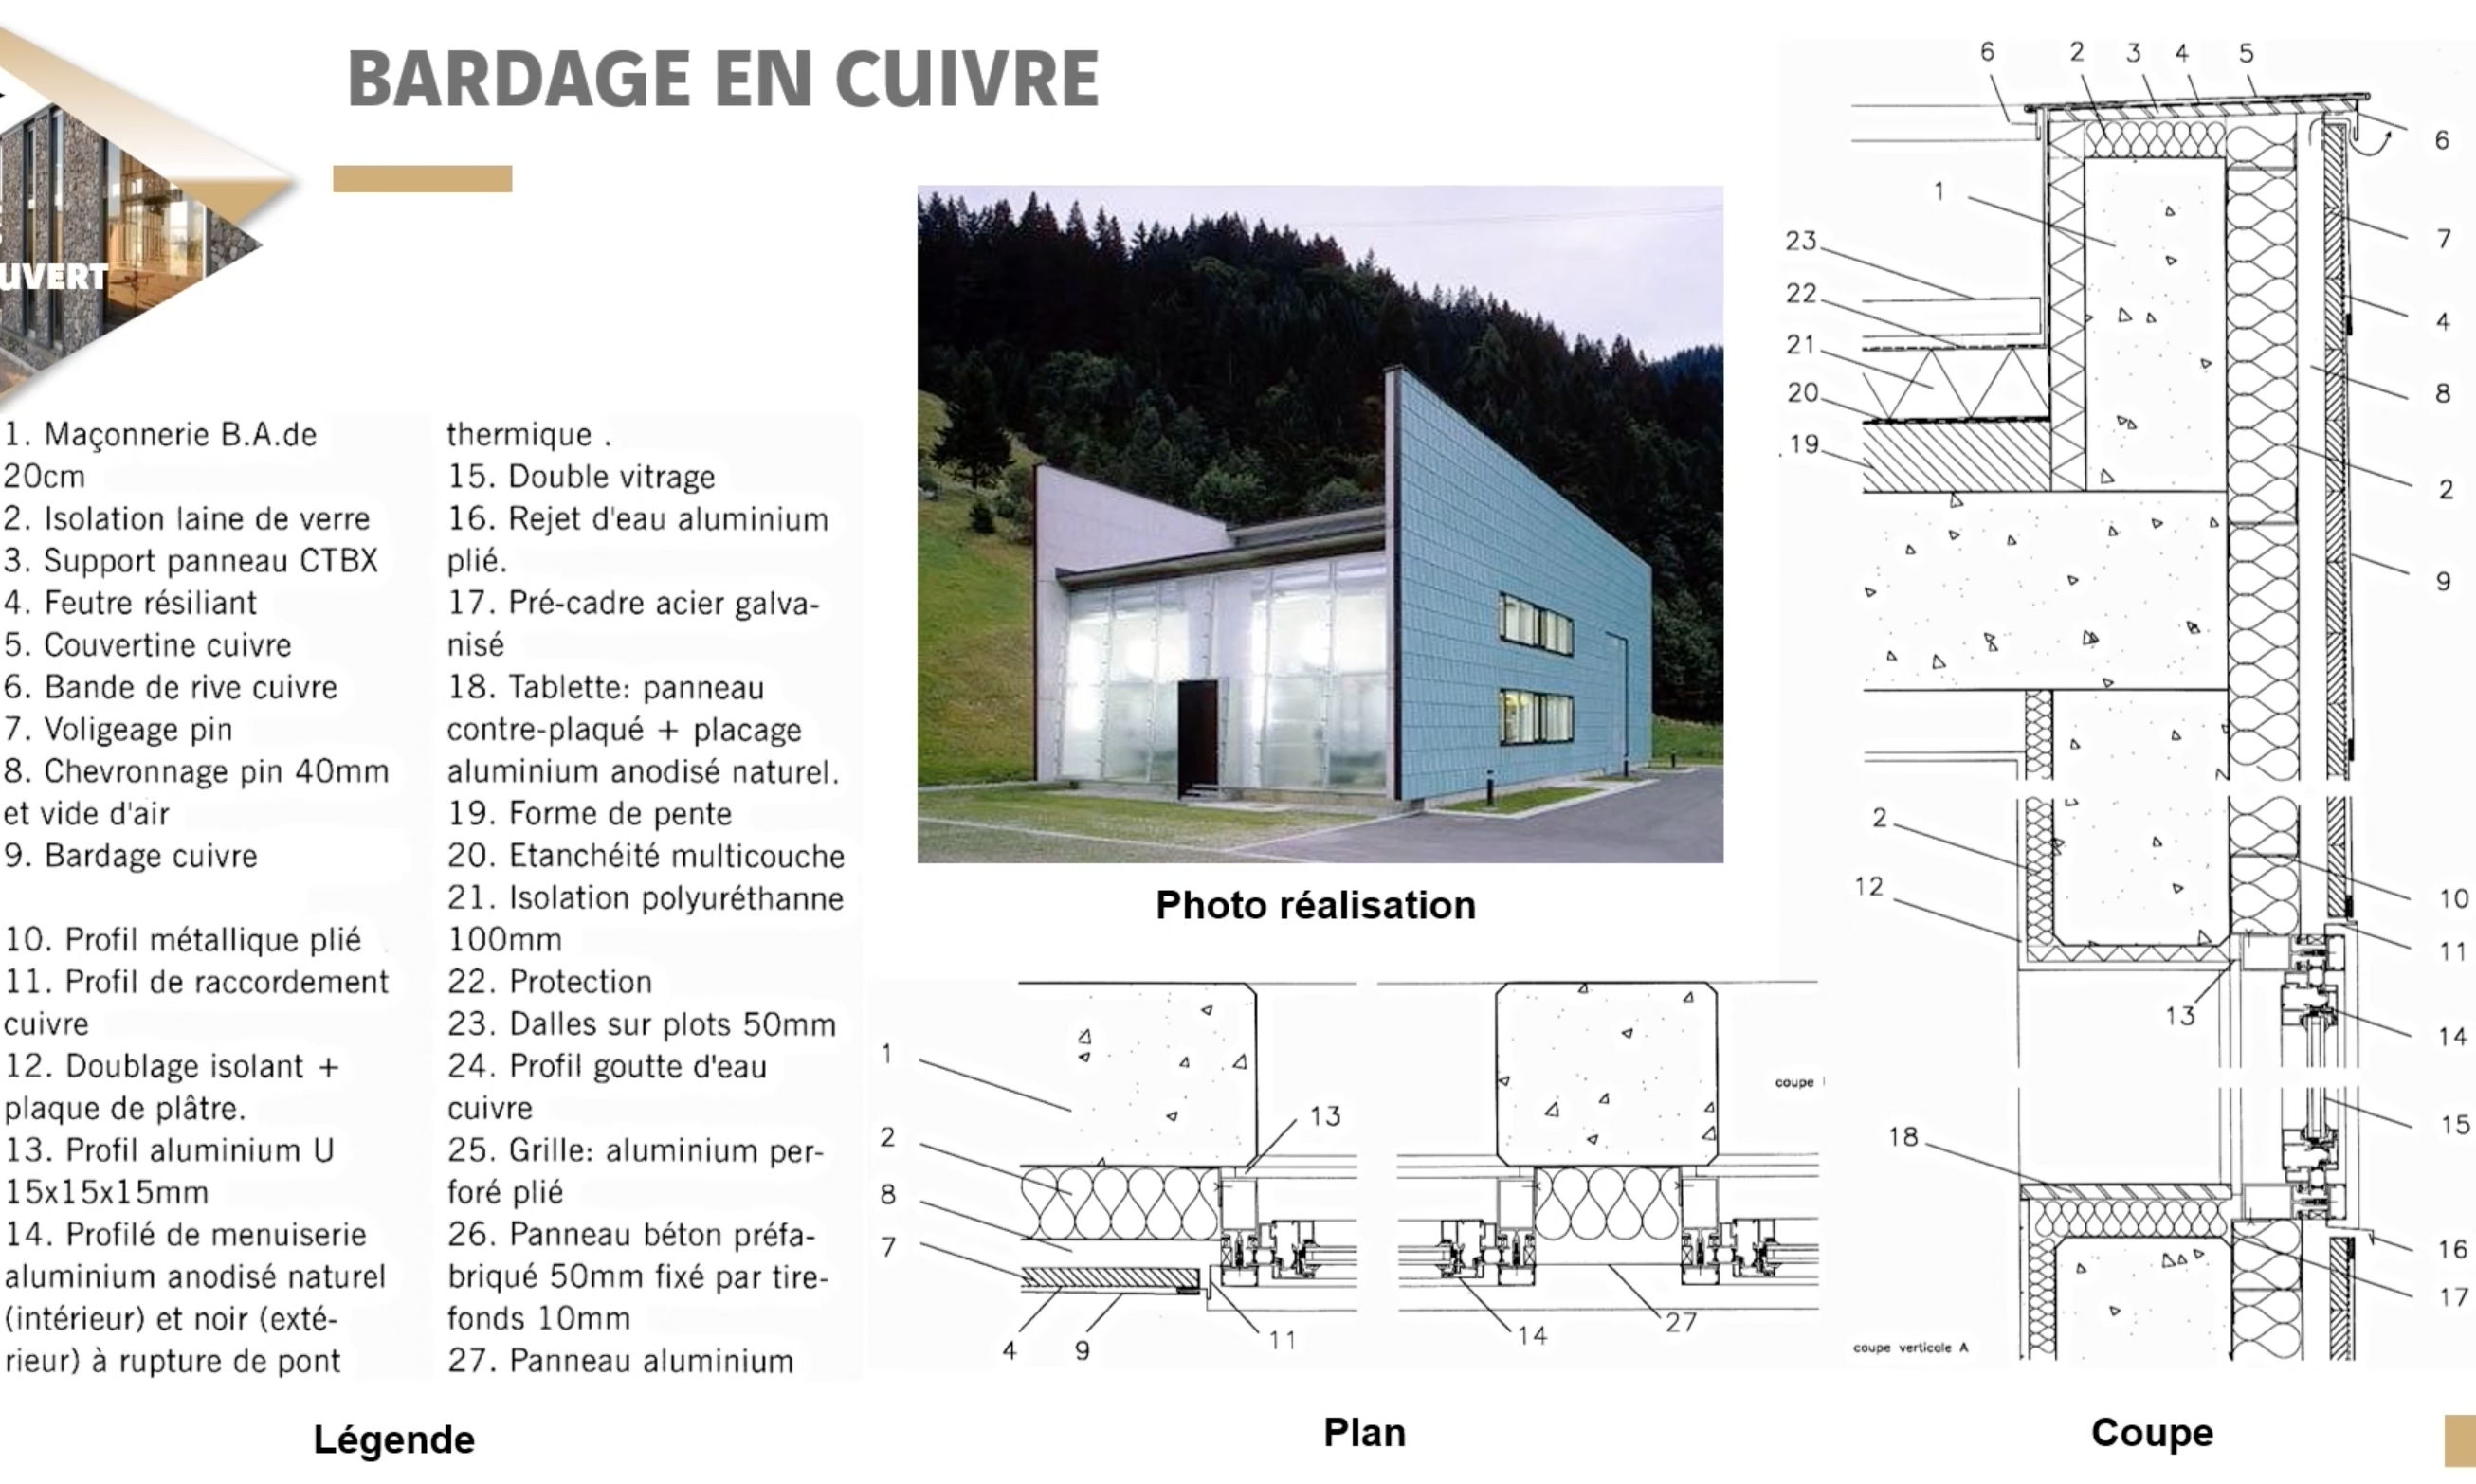 BARDAGE EN CUIVRE
UVERT
1. Maçonnerie B.A.de
20cm
2. Isolation laine de verre
3. Support panneau CTBX
4. Feutre résiliant
5. Couvertine cuivre
6. Bande de rive cuivre
7. Voligeage pin
8. Chevronnage pin 40mm
et vide d'air
9. Bardage cuivre
10. Profil métallique plié
11. Profil de raccordement
cuivre
12. Doublage isolant +
plaque de plâtre.
13. Profil aluminium U
15x15x15mm
14. Profilé de menuiserie
aluminium anodisé naturel
(intérieur) et noir (exté-
rieur) à rupture de pont
thermique .
15. Double vitrage
16. Rejet d'eau aluminium
plié.
17. Pré-cadre acier galva-
nisé
18. Tablette: panneau
contre-plaqué + placage
aluminium anodisé naturel.
19. Forme de pente
20. Etanchéité multicouche
21. Isolation polyuréthanne
100mm
22. Protection
23. Dalles sur plots 50mm
24. Profil goutte d'eau
cuivre
25. Grille: aluminium per-
foré plié
26. Panneau béton préfa-
briqué 50mm fixé par tire-
fonds 10mm
27. Panneau aluminium
Légende
Photo réalisation
1
2
8
7
4
9
11
13
14
27
coupe
Plan
6 2 3 4 5
6
1
7
23
22
4
21
8
20
19
2
9
2
12
10
11
13
14
15
18
16
17
coupe verticale A
Coupe